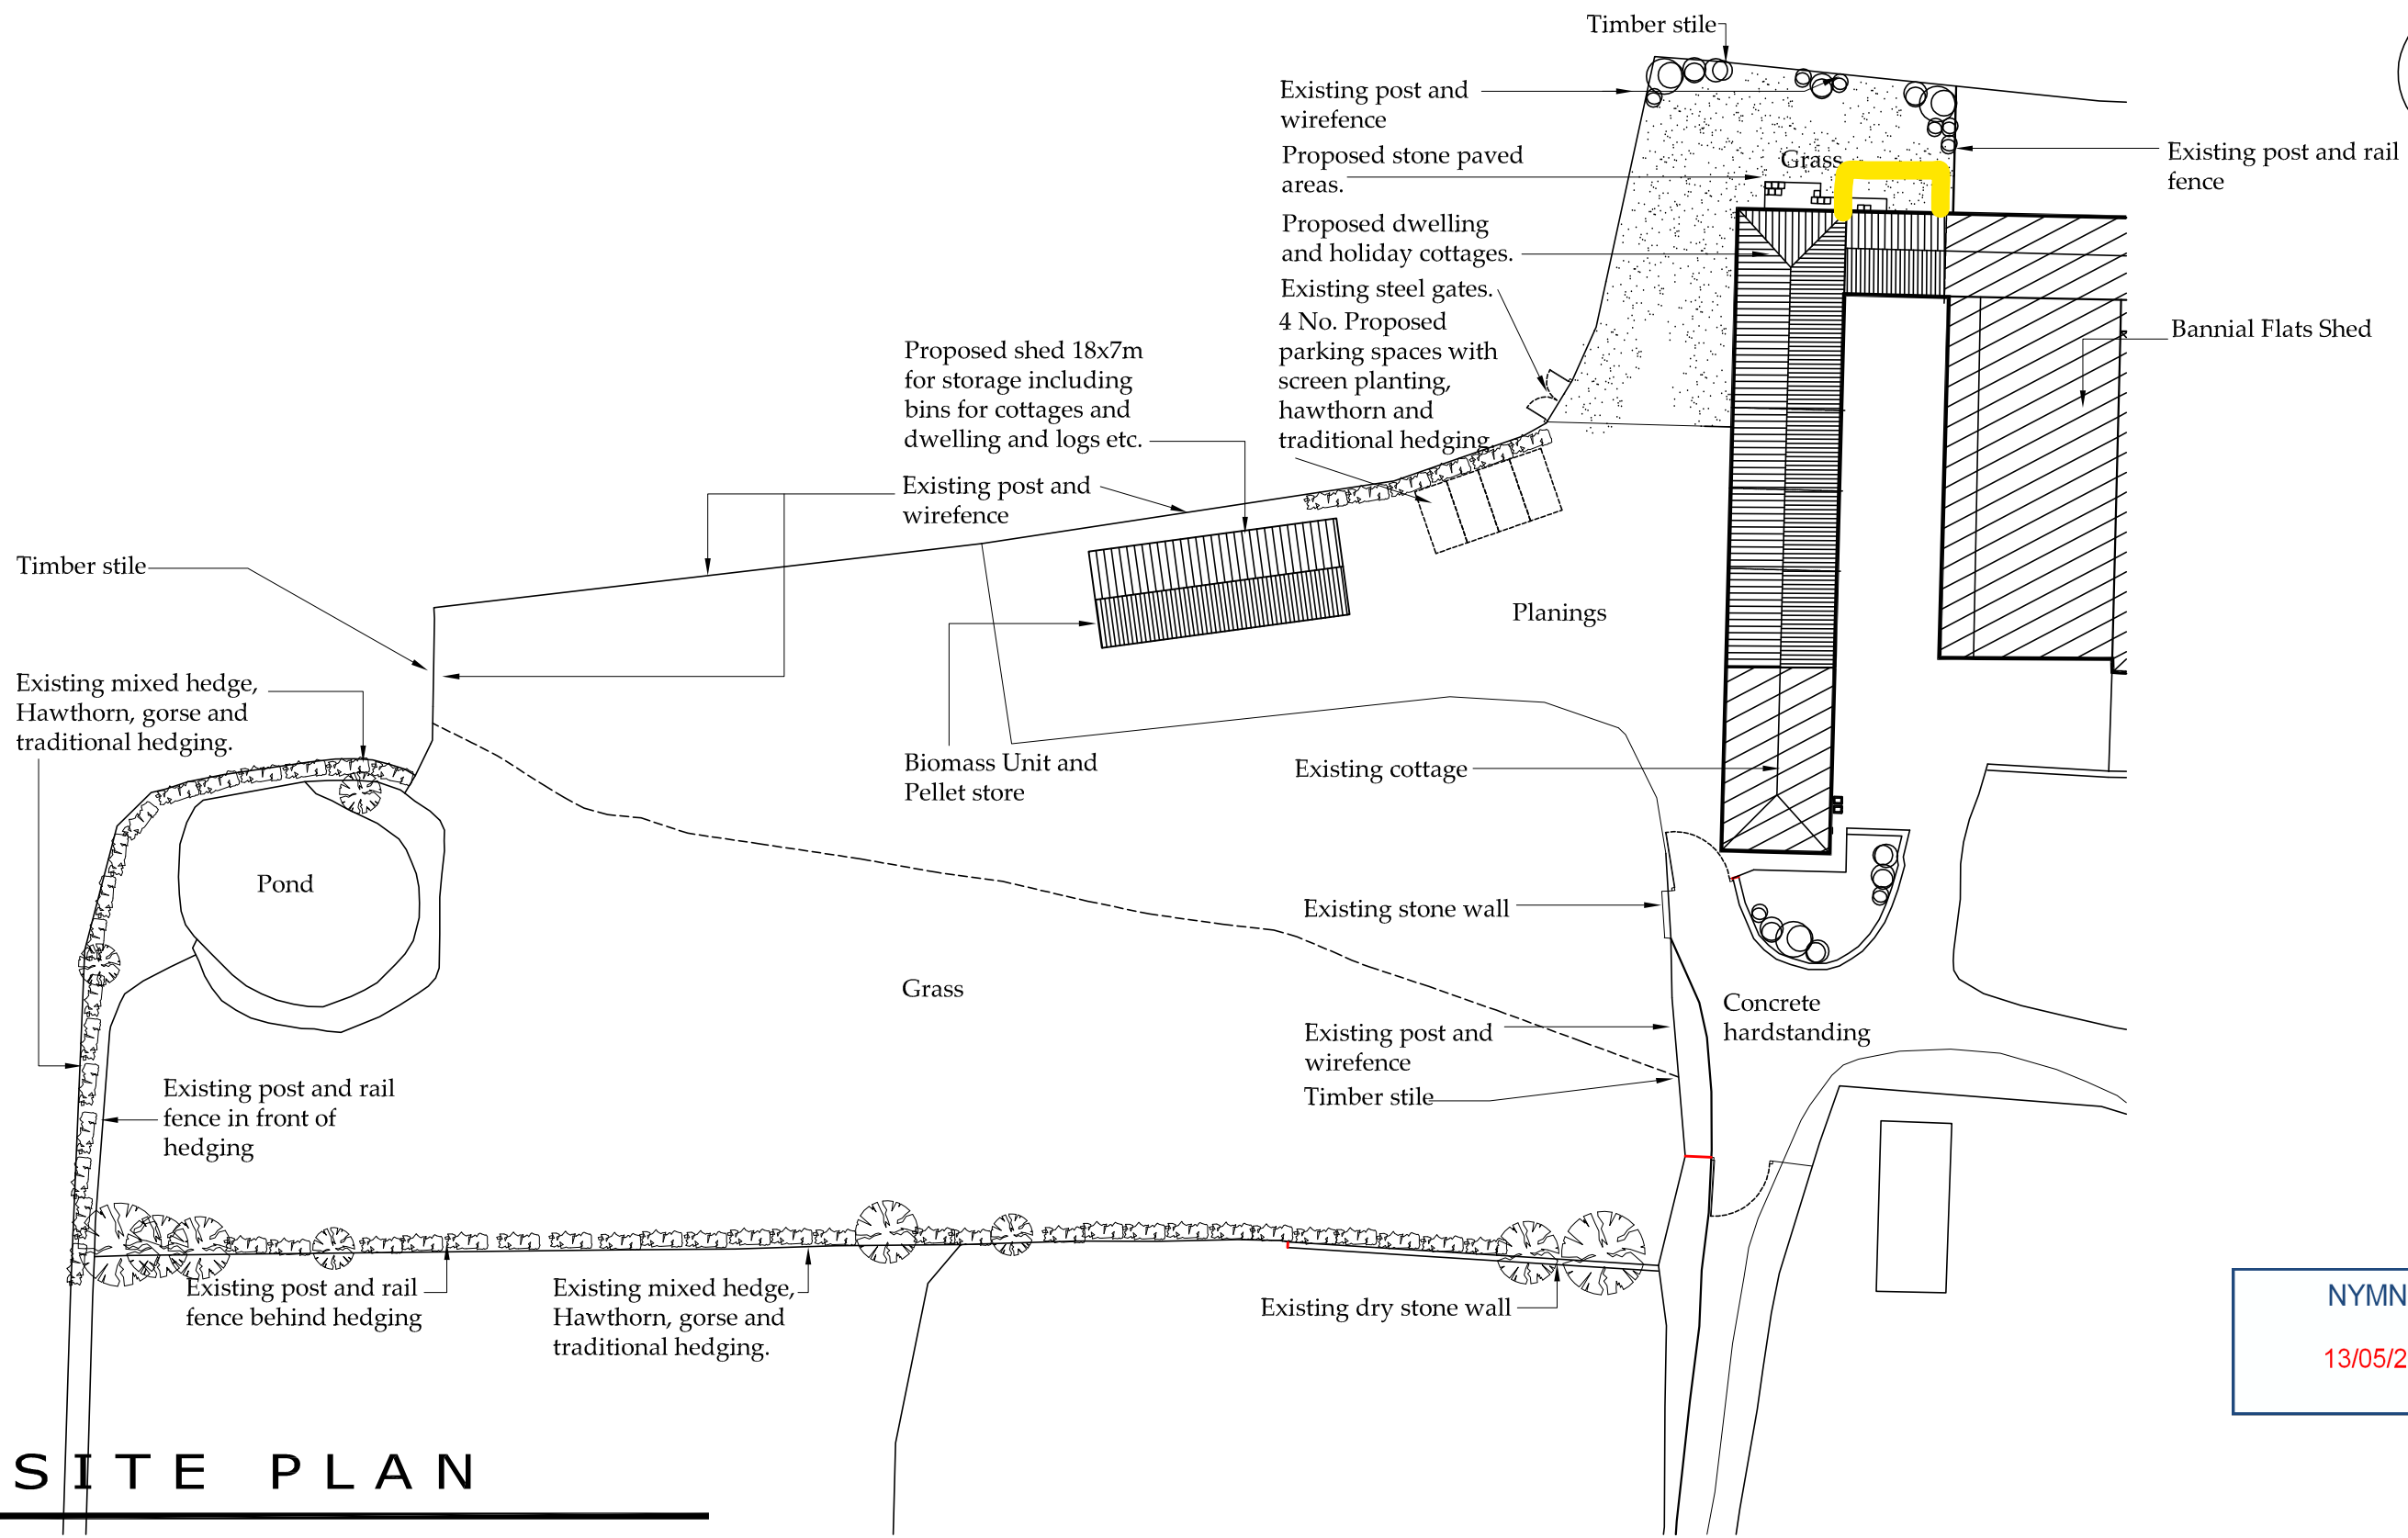 Timber stile
Existing post and
wirefence
Proposed stone paved
areas.
Grass
Existing post and rail
fence
Proposed dwelling
and holiday cottages.
Existing steel gates.
4 No. Proposed
parking spaces with
screen planting,
hawthorn and
traditional hedging
Bannial Flats Shed
Proposed shed 18x7m
for storage including
bins for cottages and
dwelling and logs etc.
Existing post and
wirefence
Timber stile
Planings
Existing mixed hedge,
Hawthorn, gorse and
traditional hedging.
Biomass Unit and
Pellet store
Existing cottage
Pond
Existing stone wall
Grass
Concrete
hardstanding
Existing post and
wirefence
Timber stile
Existing post and rail
fence in front of
hedging
Existing post and rail
fence behind hedging
Existing mixed hedge,
Hawthorn, gorse and
traditional hedging.
Existing dry stone wall
NYMN
13/05/2
SITE PLAN